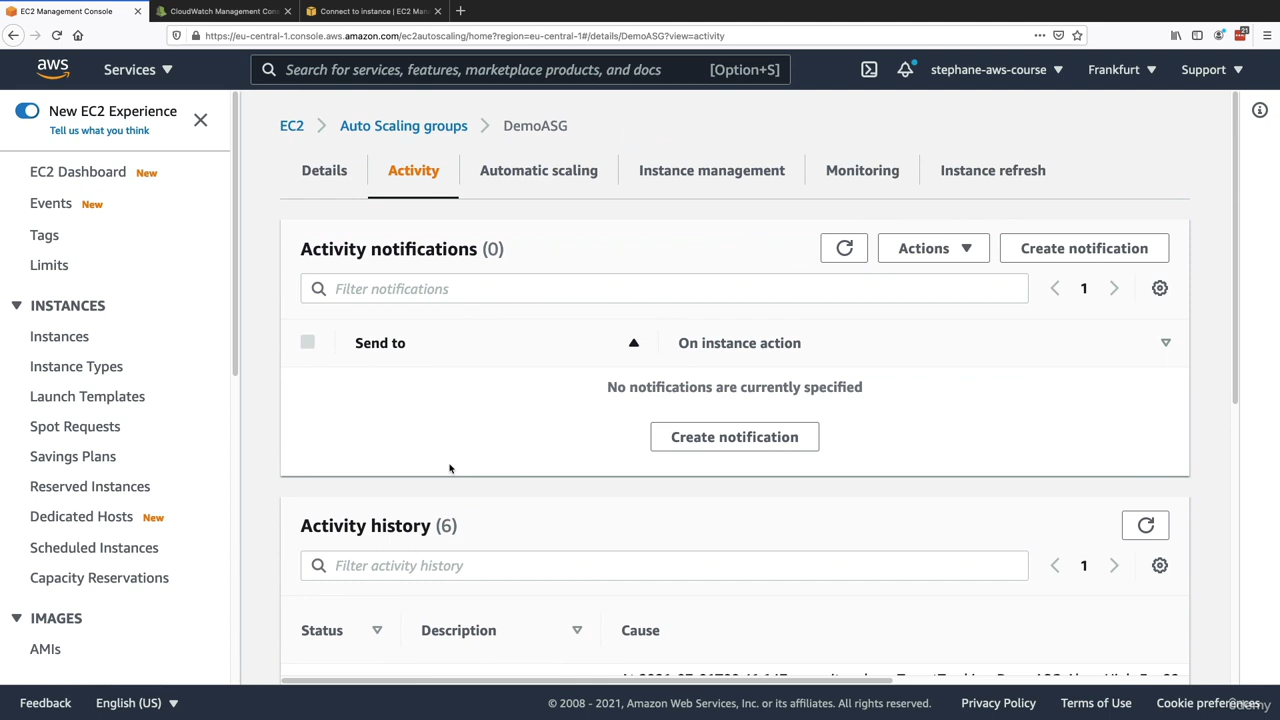 EC2 Management Console
CloudWatch Management Con
Connect to instance | EC2 Man
https://eu-central-1.console.aws.amazon.com/ec2autoscaling/home?region=eu-central-1#/details/DemoASG?view=activity
21
aws
Services
Search for services, features, marketplace products, and docs [Option+S]
stephane-aws-course
Frankfurt
Support
New EC2 Experience
Tell us what you think
EC2 Dashboard New
Events New
Tags
Limits
INSTANCES
Instances
Instance Types
Launch Templates
Spot Requests
Savings Plans
Reserved Instances
Dedicated Hosts New
Scheduled Instances
Capacity Reservations
IMAGES
AMIs
EC2 > Auto Scaling groups > DemoASG
Details
Activity
Automatic scaling
Instance management
Monitoring
Instance refresh
Activity notifications (0)
Actions
Create notification
Filter notifications
1
Send to
On instance action
No notifications are currently specified
Create notification
Activity history (6)
Filter activity history
1
Status
Description
Cause
Feedback
English (US)
© 2008 - 2021, Amazon Web Services, Inc. or its affiliates. All rights reserved.
Privacy Policy
Terms of Use
Cookie preferences
Udemy